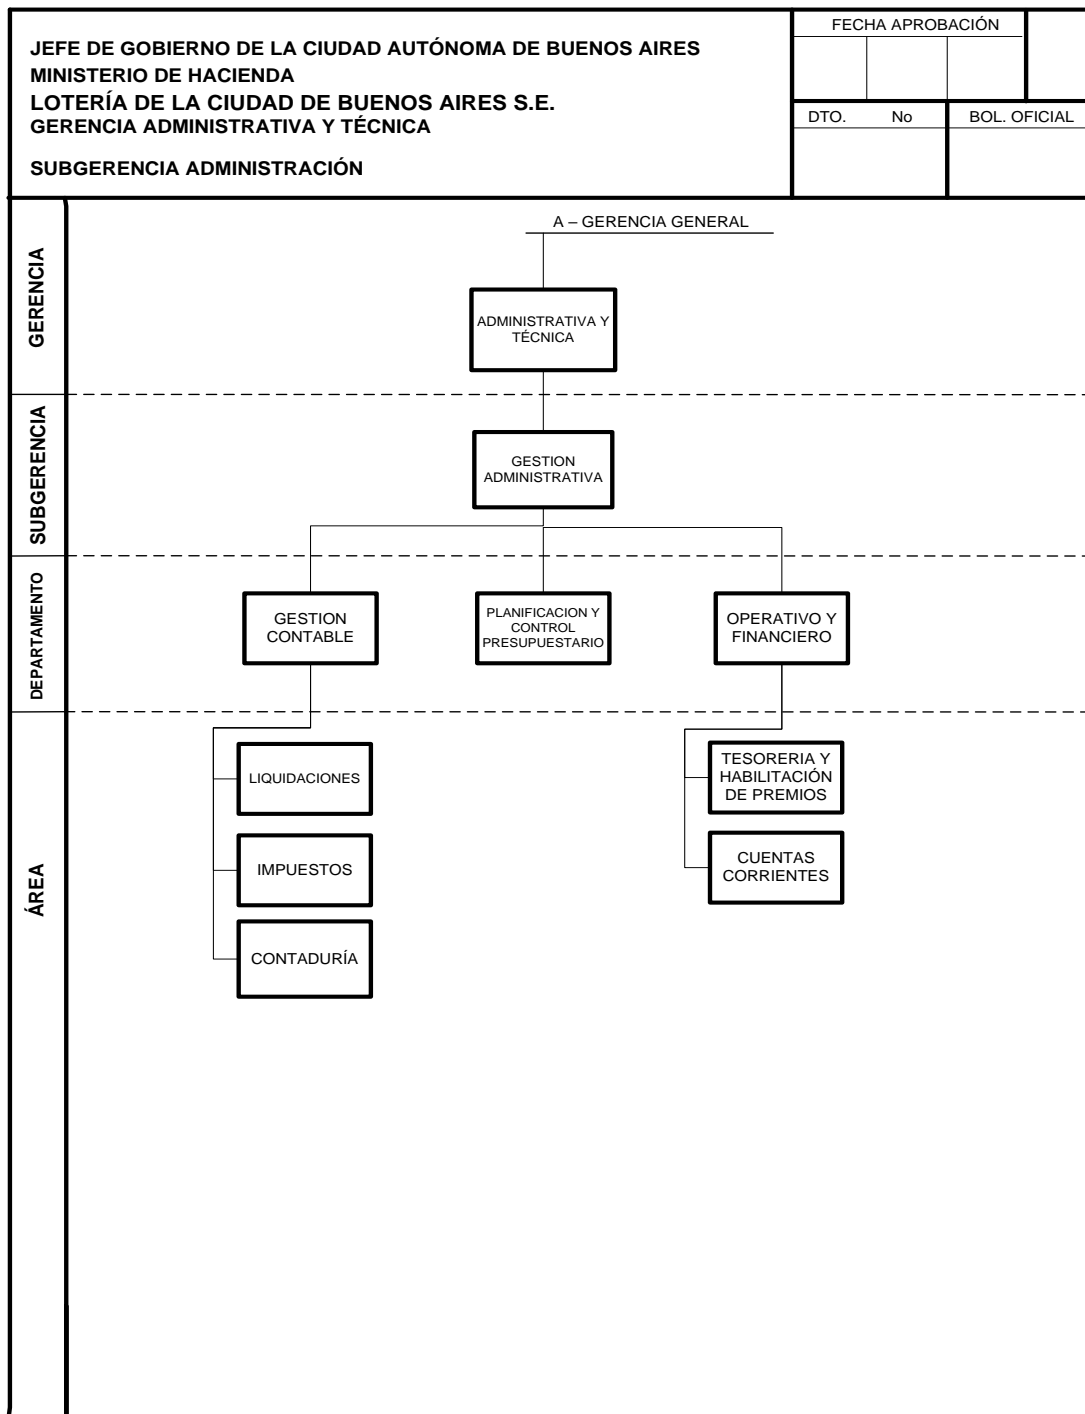 JEFE DE GOBIERNO DE LA CIUDAD AUTÓNOMA DE BUENOS AIRES
MINISTERIO DE HACIENDA
LOTERÍA DE LA CIUDAD DE BUENOS AIRES S.E.
GERENCIA ADMINISTRATIVA Y TÉCNICA
SUBGERENCIA ADMINISTRACIÓN
FECHA APROBACIÓN
DTO. No
BOL. OFICIAL
GERENCIA
A – GERENCIA GENERAL
ADMINISTRATIVA Y
TÉCNICA
SUBGERENCIA
GESTION
ADMINISTRATIVA
DEPARTAMENTO
GESTION
CONTABLE
PLANIFICACION Y
CONTROL
PRESUPUESTARIO
OPERATIVO Y
FINANCIERO
ÁREA
LIQUIDACIONES
IMPUESTOS
CONTADURÍA
TESORERIA Y
HABILITACIÓN
DE PREMIOS
CUENTAS
CORRIENTES